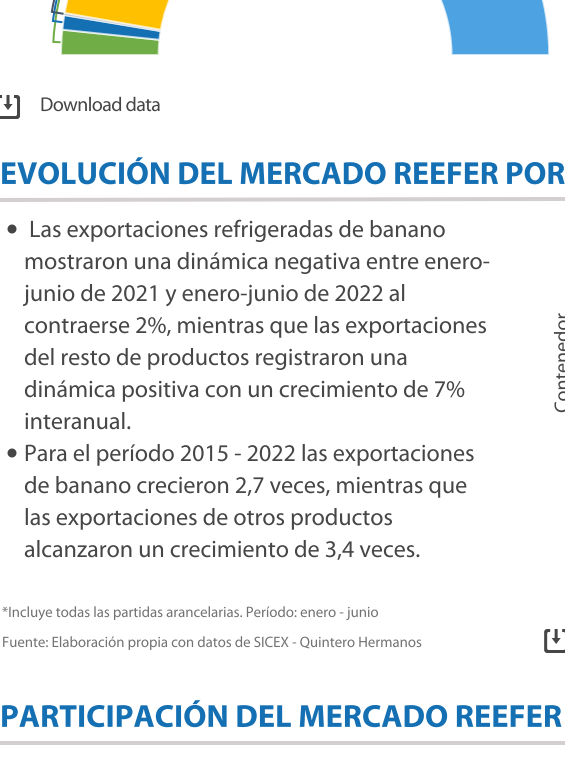 Download data
EVOLUCIÓN DEL MERCADO REEFER POR
• Las exportaciones refrigeradas de banano
mostraron una dinámica negativa entre enero-
junio de 2021 y enero-junio de 2022 al
contraerse 2%, mientras que las exportaciones
del resto de productos registraron una
dinámica positiva con un crecimiento de 7%
interanual.
• Para el período 2015 - 2022 las exportaciones
de banano crecieron 2,7 veces, mientras que
las exportaciones de otros productos
alcanzaron un crecimiento de 3,4 veces.
Contenedor
*Incluye todas las partidas arancelarias. Período: enero - junio
Fuente: Elaboración propia con datos de SICEX - Quintero Hermanos
PARTICIPACIÓN DEL MERCADO REEFER